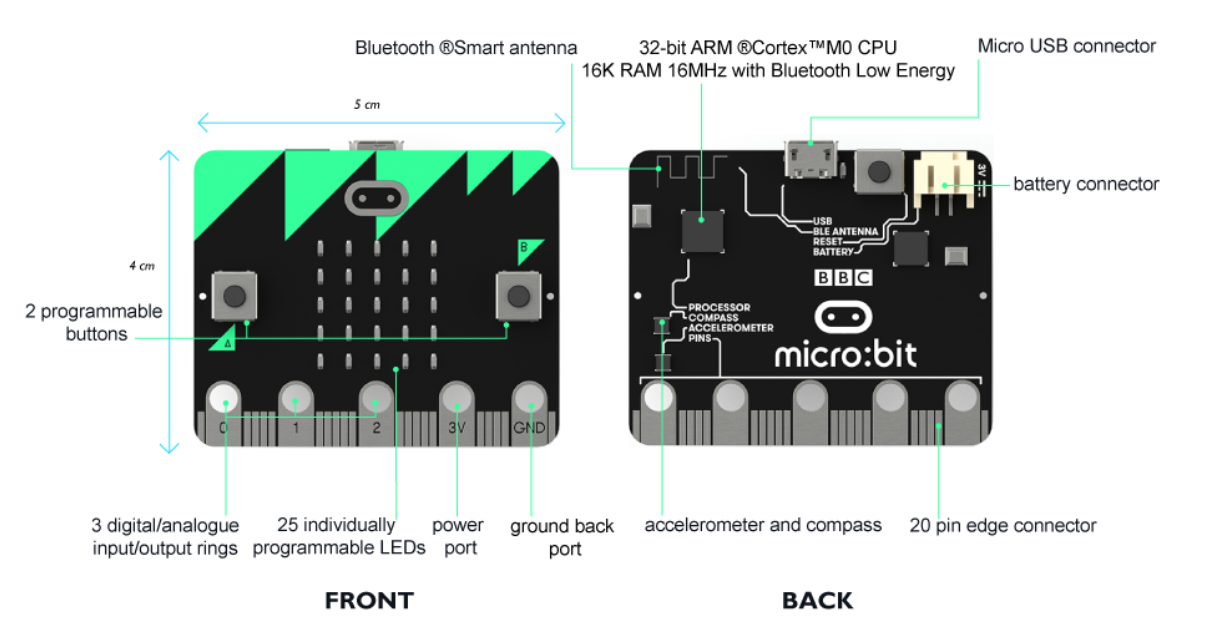 Bluetooth ®Smart antenna
32-bit ARM ®Cortex™M0 CPU
16K RAM 16MHz with Bluetooth Low Energy
Micro USB connector
5 cm
4 cm
B
A
2 programmable
buttons
0
1
2
3V
GND
3 digital/analogue
input/output rings
25 individually
programmable LEDs
power
port
ground back
port
FRONT
3V
battery connector
USB
BLE ANTENNA
RESET
BATTERY
BBC
PROCESSOR
COMPASS
ACCELEROMETER
PINS
micro:bit
accelerometer and compass
20 pin edge connector
BACK